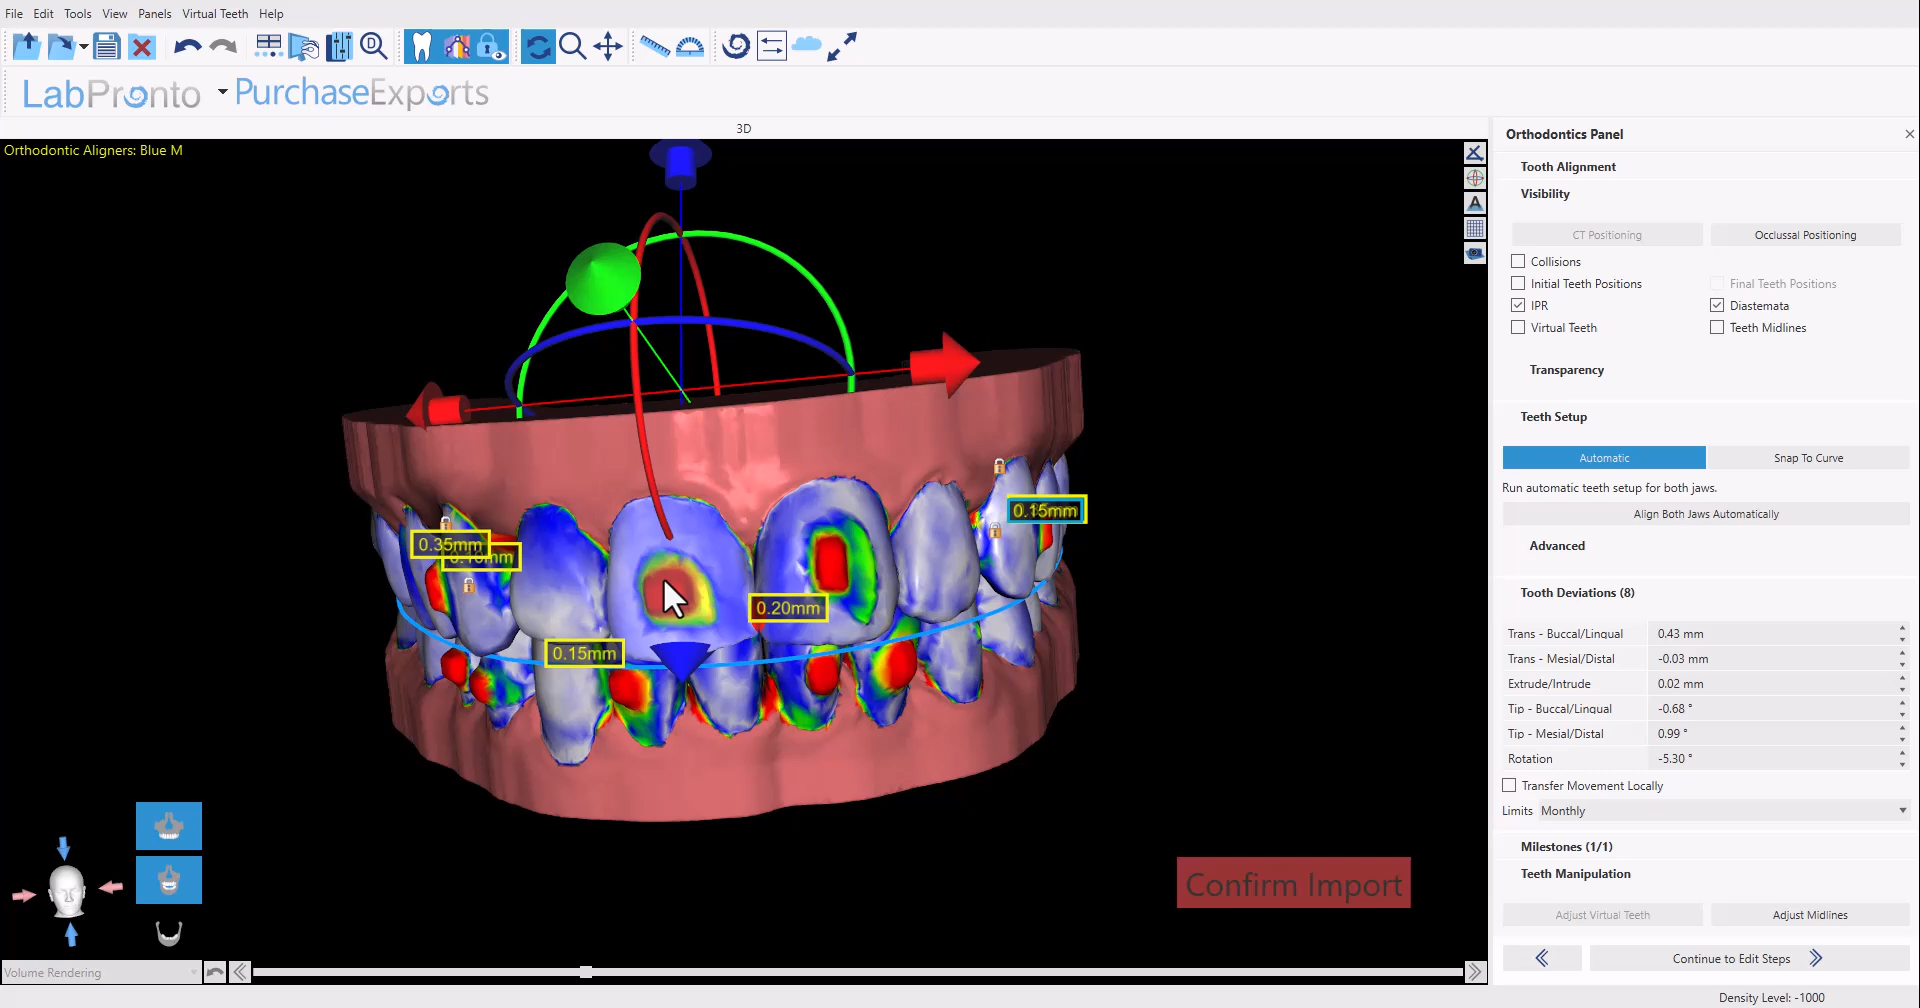 File Edit Tools View Panels Virtual Teeth Help
LabPronto PurchaseExports
3D
Orthodontic Aligners: Blue M
A
0.15mm
0.35mm
0.20mm
0.15mm
Confirm Import
Volume Rendering
Orthodontics Panel
Tooth Alignment
Visibility
CT Positioning Occlussal Positioning
Collisions
Initial Teeth Positions Final Teeth Positions
IPR Diastemata
Virtual Teeth Teeth Midlines
Transparency
Teeth Setup
Automatic Snap To Curve
Run automatic teeth setup for both jaws.
Align Both Jaws Automatically
Advanced
Tooth Deviations (8)
Trans - Buccal/Lingual 0.43 mm
Trans - Mesial/Distal -0.03 mm
Extrude/Intrude 0.02 mm
Tip - Buccal/Lingual -0.68 °
Tip - Mesial/Distal 0.99 °
Rotation -5.30 °
Transfer Movement Locally
Limits Monthly
Milestones (1/1)
Teeth Manipulation
Adjust Virtual Teeth Adjust Midlines
Continue to Edit Steps
Density Level: -1000